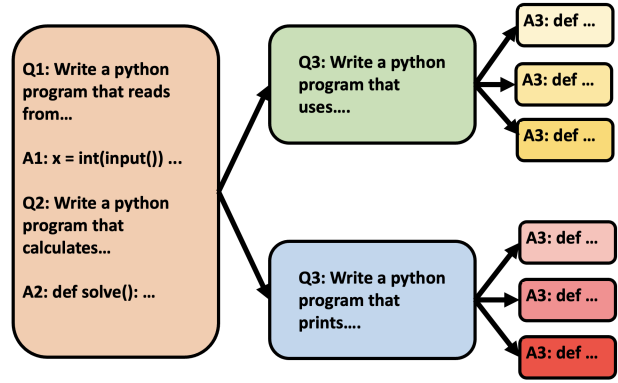 Q1: Write a python
program that reads
from...
A1: x = int(input()) ...
Q2: Write a python
program that
calculates...
A2: def solve(): ...
Q3: Write a python
program that
uses....
A3: def ...
A3: def ...
A3: def ...
Q3: Write a python
program that
prints....
A3: def ...
A3: def ...
A3: def ...